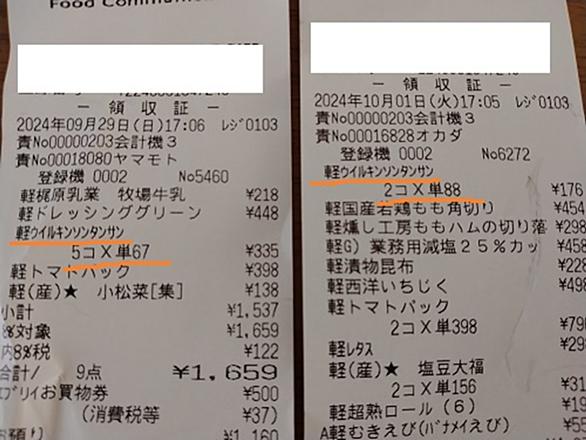 Food Commun
― 領収証 ―
2024年09月29日(日)17:06 レジ0103
責No00000203会計機3
責No00018080ヤマモト
登録機 0002 No5460
軽梶原乳業 牧場牛乳 ¥218
軽ドレッシンググリーン ¥448
軽ウイルキンソンタンサン
5コX単67 ¥335
軽トマトパック ¥398
軽(産)★ 小松菜[集] ¥138
小計 ¥1,537
8%対象 ¥1,659
内8%税 ¥122
合計/ 9点 ¥1,659
お買物券 ¥500
(消費税等 ¥37)
¥1,160
― 領収証 ―
2024年10月01日(火)17:05 レジ0103
責No00000203会計機3
責No00016828オカダ
登録機 0002 No6272
軽ウイルキンソンタンサン
2コX単88 ¥176
軽国産若鶏もも角切り ¥454
軽燻し工房ももハムの切り落 ¥298
軽G)業務用減塩25%カッ ¥458
軽漬物昆布 ¥228
軽西洋いちじく ¥498
軽トマトパック
2コX単398 ¥79
軽レタス ¥29
軽(産)★ 塩豆大福
2コX単156 ¥31
軽超熟ロール(6) ¥19
A軽むきえび(バナメイえび)